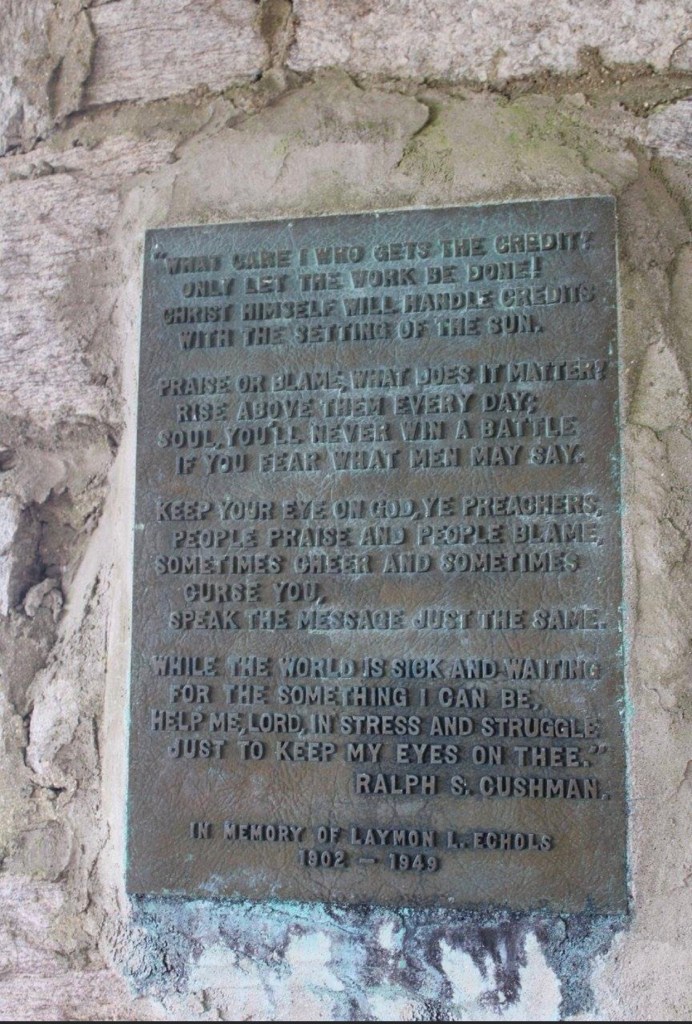 "WHAT CARE I WHO GETS THE CREDIT?
ONLY LET THE WORK BE DONE!
CHRIST HIMSELF WILL HANDLE CREDITS
WITH THE SETTING OF THE SUN.
PRAISE OR BLAME, WHAT DOES IT MATTER?
RISE ABOVE THEM EVERY DAY;
SOUL, YOU'LL NEVER WIN A BATTLE
IF YOU FEAR WHAT MEN MAY SAY.
KEEP YOUR EYE ON GOD, YE PREACHERS,
PEOPLE PRAISE AND PEOPLE BLAME,
SOMETIMES CHEER AND SOMETIMES
CURSE YOU,
SPEAK THE MESSAGE JUST THE SAME.
WHILE THE WORLD IS SICK AND WAITING
FOR THE SOMETHING I CAN BE,
HELP ME, LORD, IN STRESS AND STRUGGLE
JUST TO KEEP MY EYES ON THEE."
RALPH S. CUSHMAN.
IN MEMORY OF LAYMON L. ECHOLS
1902 — 1949